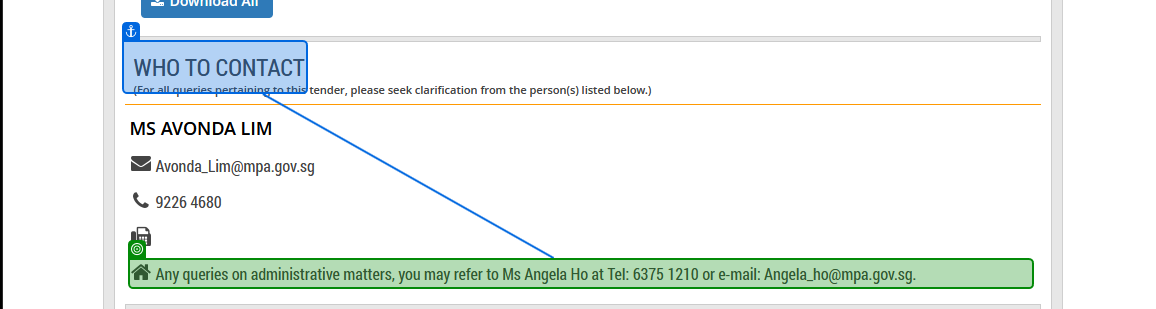 Download All
WHO TO CONTACT
(For all queries pertaining to this tender, please seek clarification from the person(s) listed below.)
MS AVONDA LIM
Avonda_Lim@mpa.gov.sg
9226 4680
Any queries on administrative matters, you may refer to Ms Angela Ho at Tel: 6375 1210 or e-mail: Angela_ho@mpa.gov.sg.